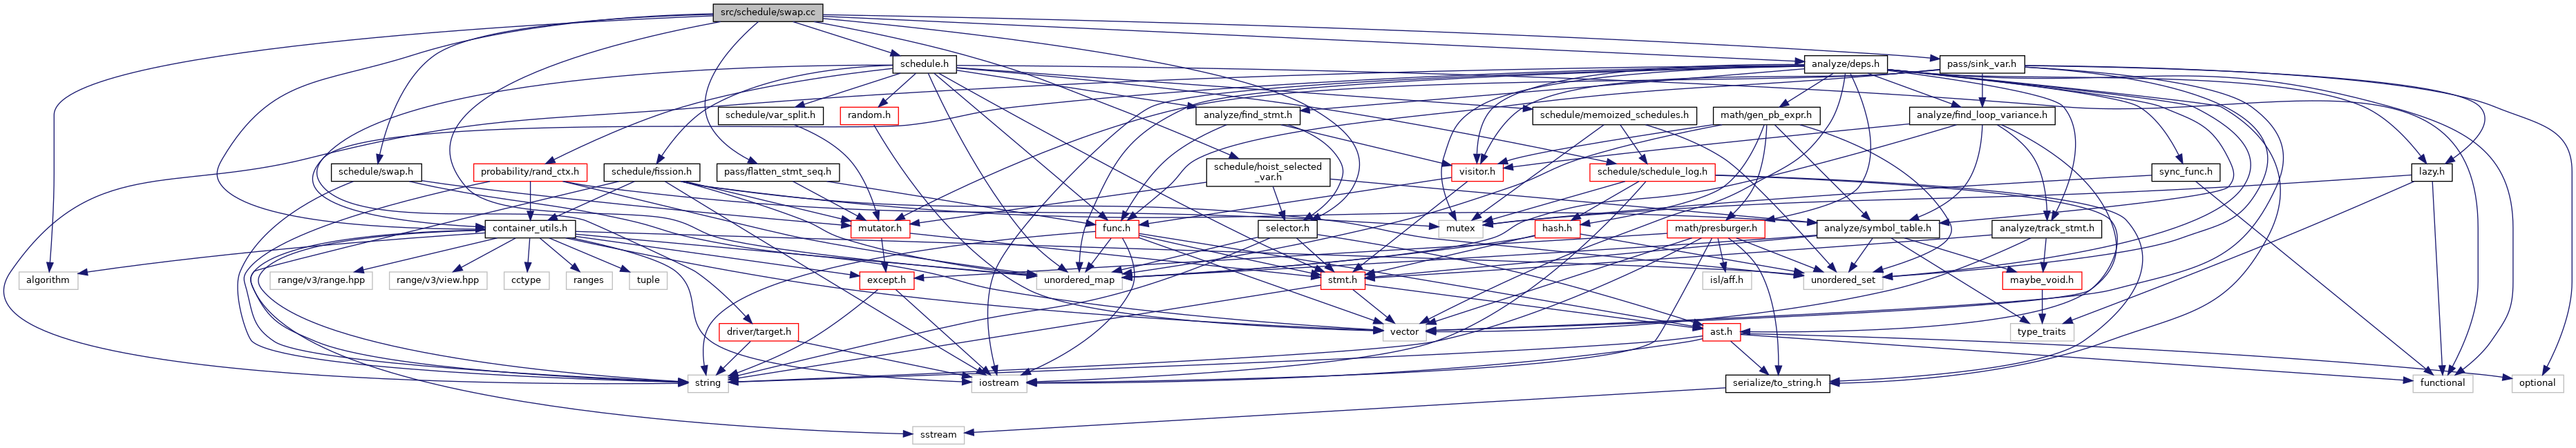 src/schedule/swap.cc
schedule.h
analyze/deps.h
pass/sink_var.h
schedule/var_split.h
random.h
analyze/find_stmt.h
schedule/memoized_schedules.h
math/gen_pb_expr.h
analyze/find_loop_variance.h
schedule/swap.h
probability/rand_ctx.h
schedule/fission.h
pass/flatten_stmt_seq.h
schedule/hoist_selected
_var.h
visitor.h
schedule/schedule_log.h
sync_func.h
lazy.h
container_utils.h
mutator.h
func.h
selector.h
mutex
hash.h
math/presburger.h
analyze/symbol_table.h
analyze/track_stmt.h
algorithm
range/v3/range.hpp
range/v3/view.hpp
cctype
ranges
tuple
except.h
unordered_map
stmt.h
isl/aff.h
unordered_set
maybe_void.h
driver/target.h
vector
ast.h
type_traits
string
iostream
serialize/to_string.h
functional
optional
sstream